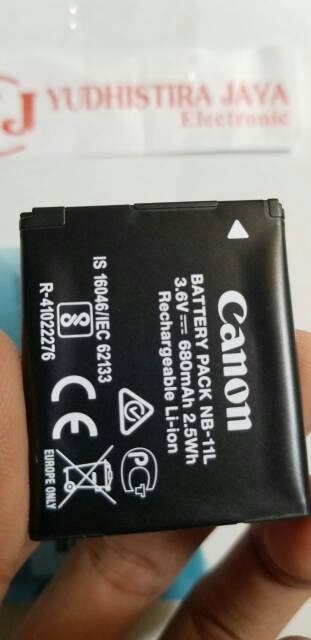 J YUDHISTIRA JAYA
Electronic
Canon
BATTERY PACK NB-11L
3.6V⎓ 680mAh 2.5Wh
Rechargeable Li-ion
IS 16046/IEC 62133
R-41022276
CE
EUROPE ONLY